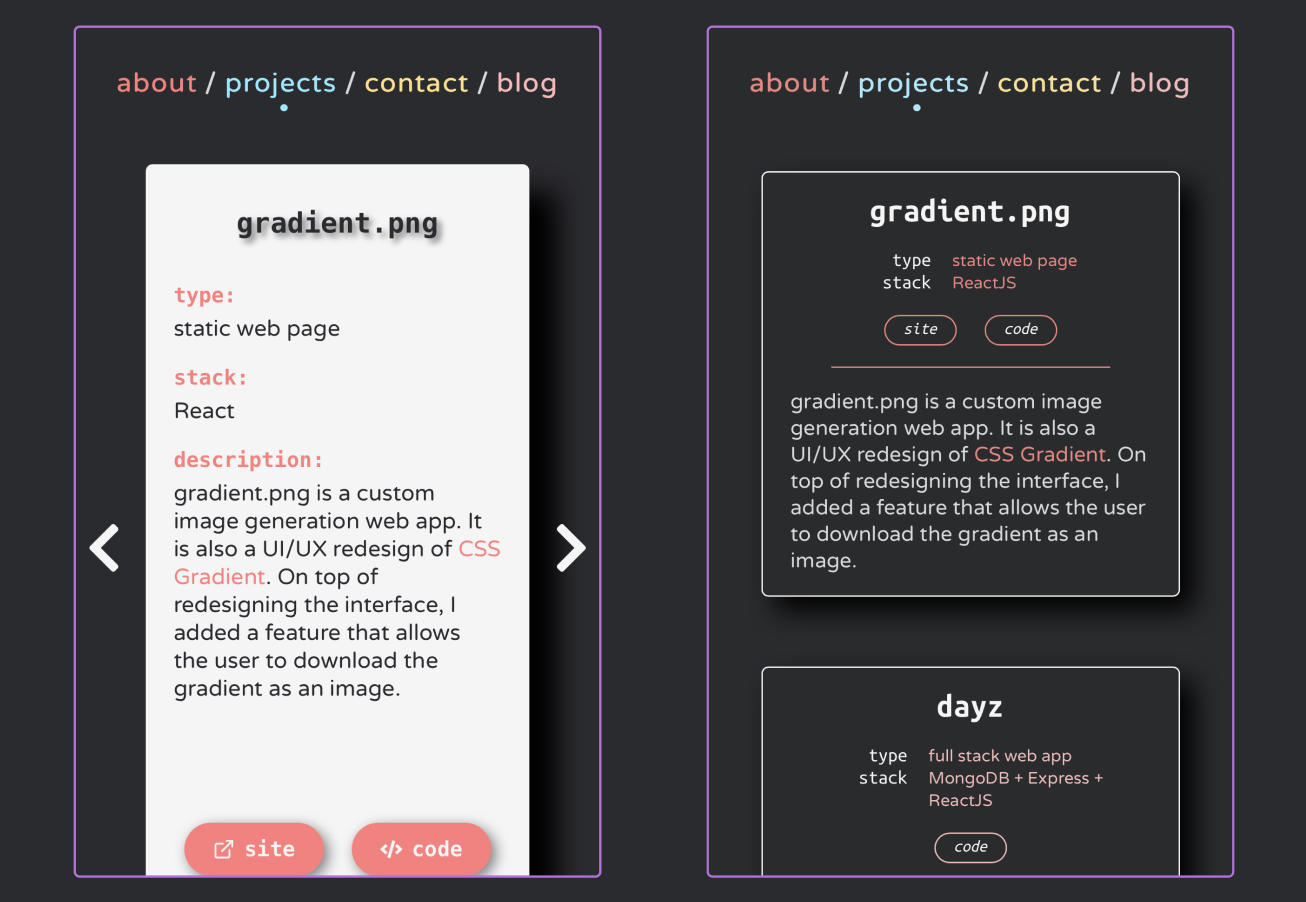 about / projects / contact / blog
gradient.png
type:
static web page
stack:
React
description:
gradient.png is a custom
image generation web app. It
is also a UI/UX redesign of CSS
Gradient. On top of
redesigning the interface, I
added a feature that allows
the user to download the
gradient as an image.
site
code
about / projects / contact / blog
gradient.png
type static web page
stack ReactJS
site code
gradient.png is a custom image
generation web app. It is also a
UI/UX redesign of CSS Gradient. On
top of redesigning the interface, I
added a feature that allows the user
to download the gradient as an
image.
dayz
type full stack web app
stack MongoDB + Express +
ReactJS
code